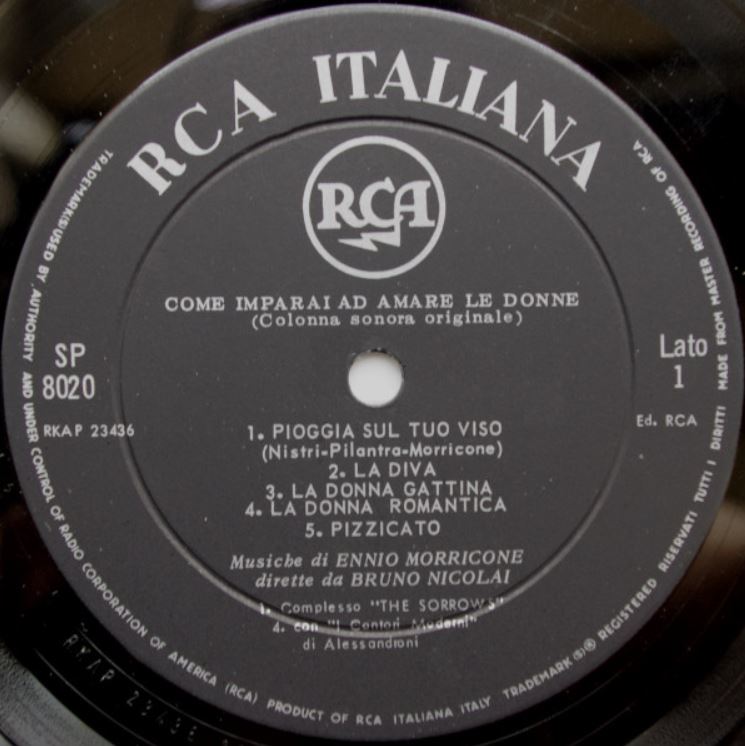 RCA ITALIANA
RCA
COME IMPARAI AD AMARE LE DONNE
(Colonna sonora originale)
SP
8020
RKAP 23436
Lato
1
Ed. RCA
1. PIOGGIA SUL TUO VISO
(Nistri-Pilantra-Morricone)
2. LA DIVA
3. LA DONNA GATTINA
4. LA DONNA ROMANTICA
5. PIZZICATO
Musiche di ENNIO MORRICONE
dirette da BRUNO NICOLAI
1. Complesso "THE SORROWS"
4. con "I Cantori Moderni"
di Alessandroni
TRADEMARK(S) USED BY AUTHORITY AND UNDER CONTROL OF RADIO CORPORATION OF AMERICA (RCA) PRODUCT OF RCA ITALIANA ITALY TRADEMARK(S)® REGISTERED RISERVATI TUTTI I DIRITTI MADE FROM MASTER RECORDING OF RCA
RKAP 23436